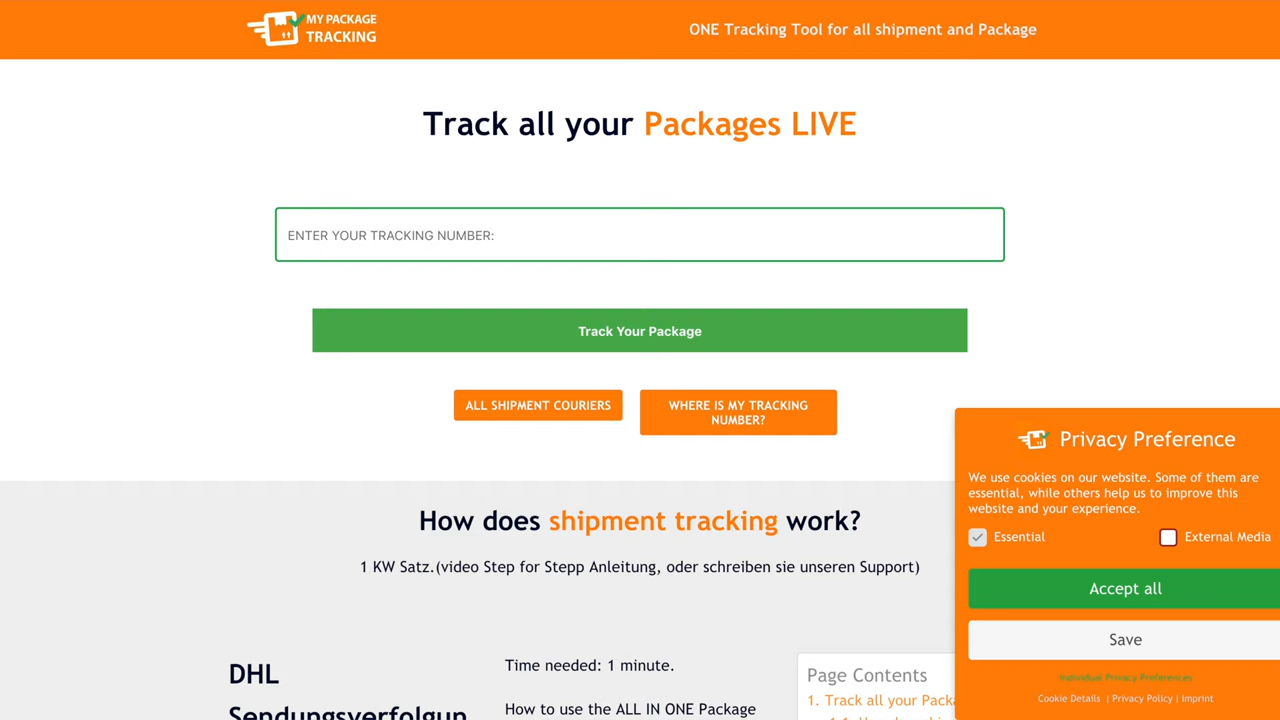 MY PACKAGE
TRACKING
ONE Tracking Tool for all shipment and Package
Track all your Packages LIVE
ENTER YOUR TRACKING NUMBER:
Track Your Package
ALL SHIPMENT COURIERS
WHERE IS MY TRACKING
NUMBER?
Privacy Preference
We use cookies on our website. Some of them are
essential, while others help us to improve this
website and your experience.
Essential
External Media
Accept all
Save
Individual Privacy Preferences
Cookie Details | Privacy Policy | Imprint
How does shipment tracking work?
1 KW Satz.(video Step for Stepp Anleitung, oder schreiben sie unseren Support)
DHL
Sendungsverfolgun
Time needed: 1 minute.
How to use the ALL IN ONE Package
Page Contents
1. Track all your Packa